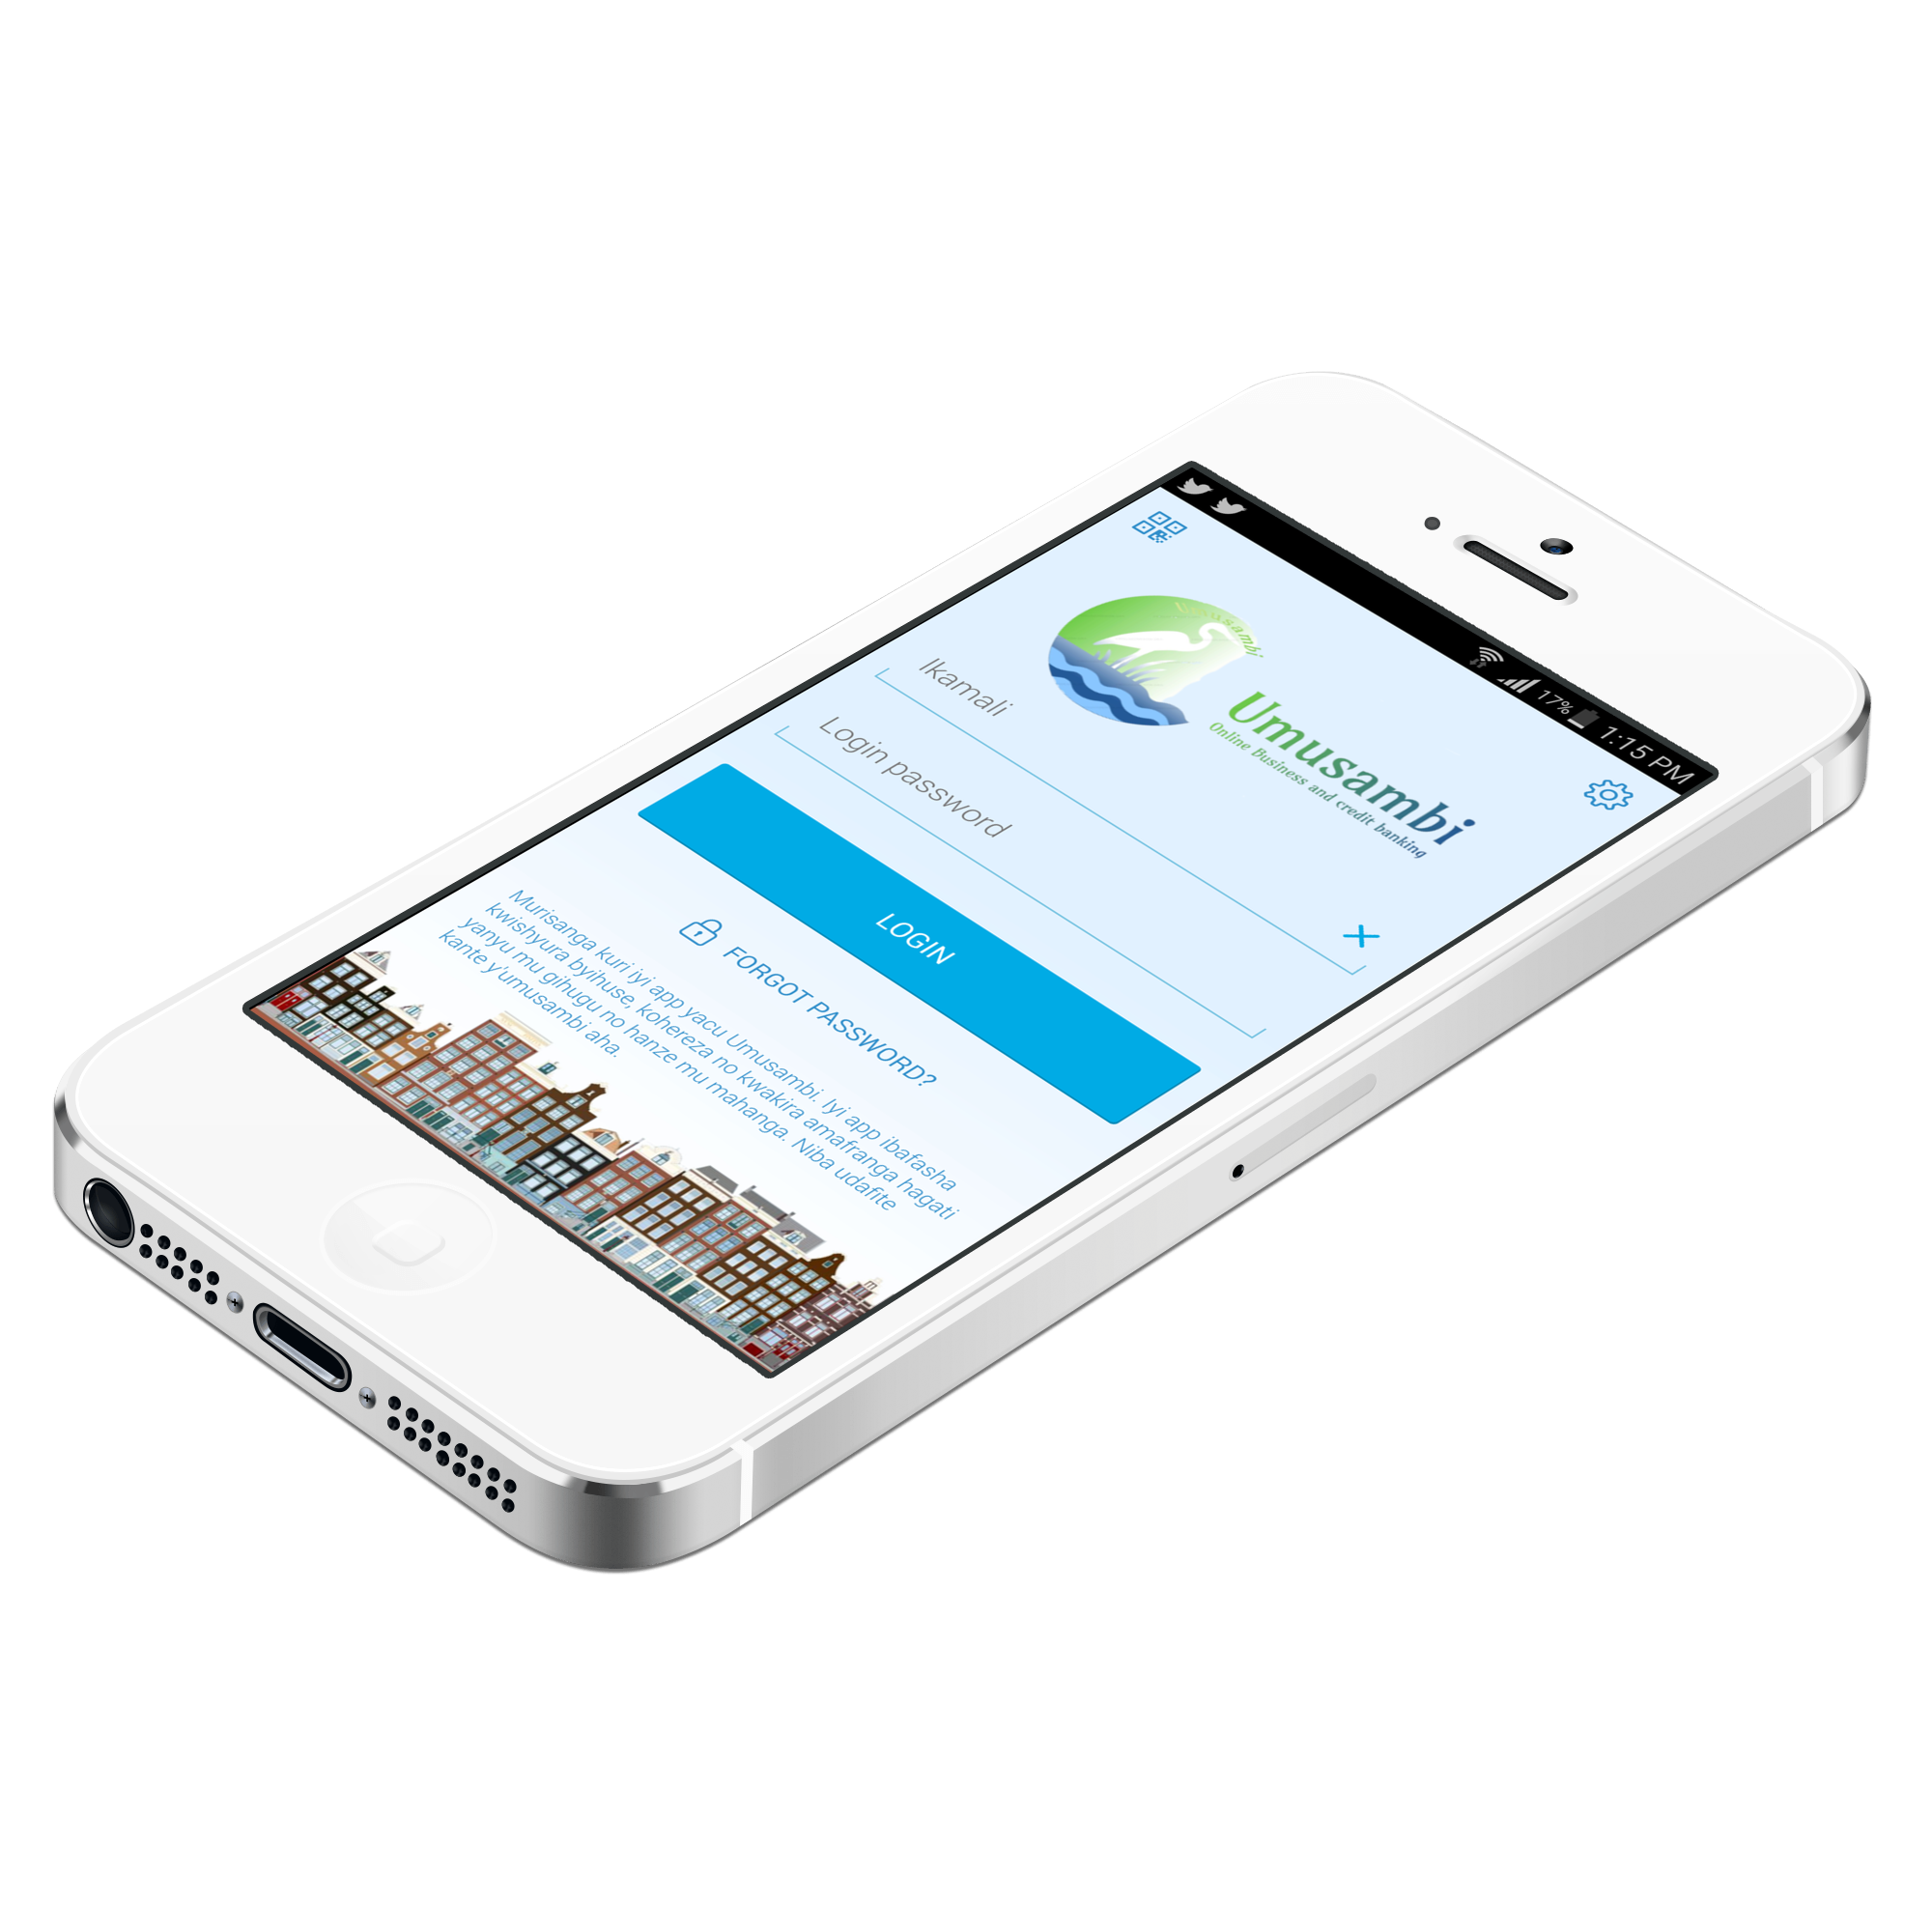 1:15 PM
17%
Umusambi
Umusambi
Online Business and credit banking
Ikamali
Login password
LOGIN
FORGOT PASSWORD?
Murisanga kuri iyi app yacu Umusambi. Iyi app ibafasha
kwishyura byihuse, kohereza no kwakira amafranga hagati
yanyu mu gihugu no hanze mu mahanga. Niba udafite
kante y'umusambi aha.